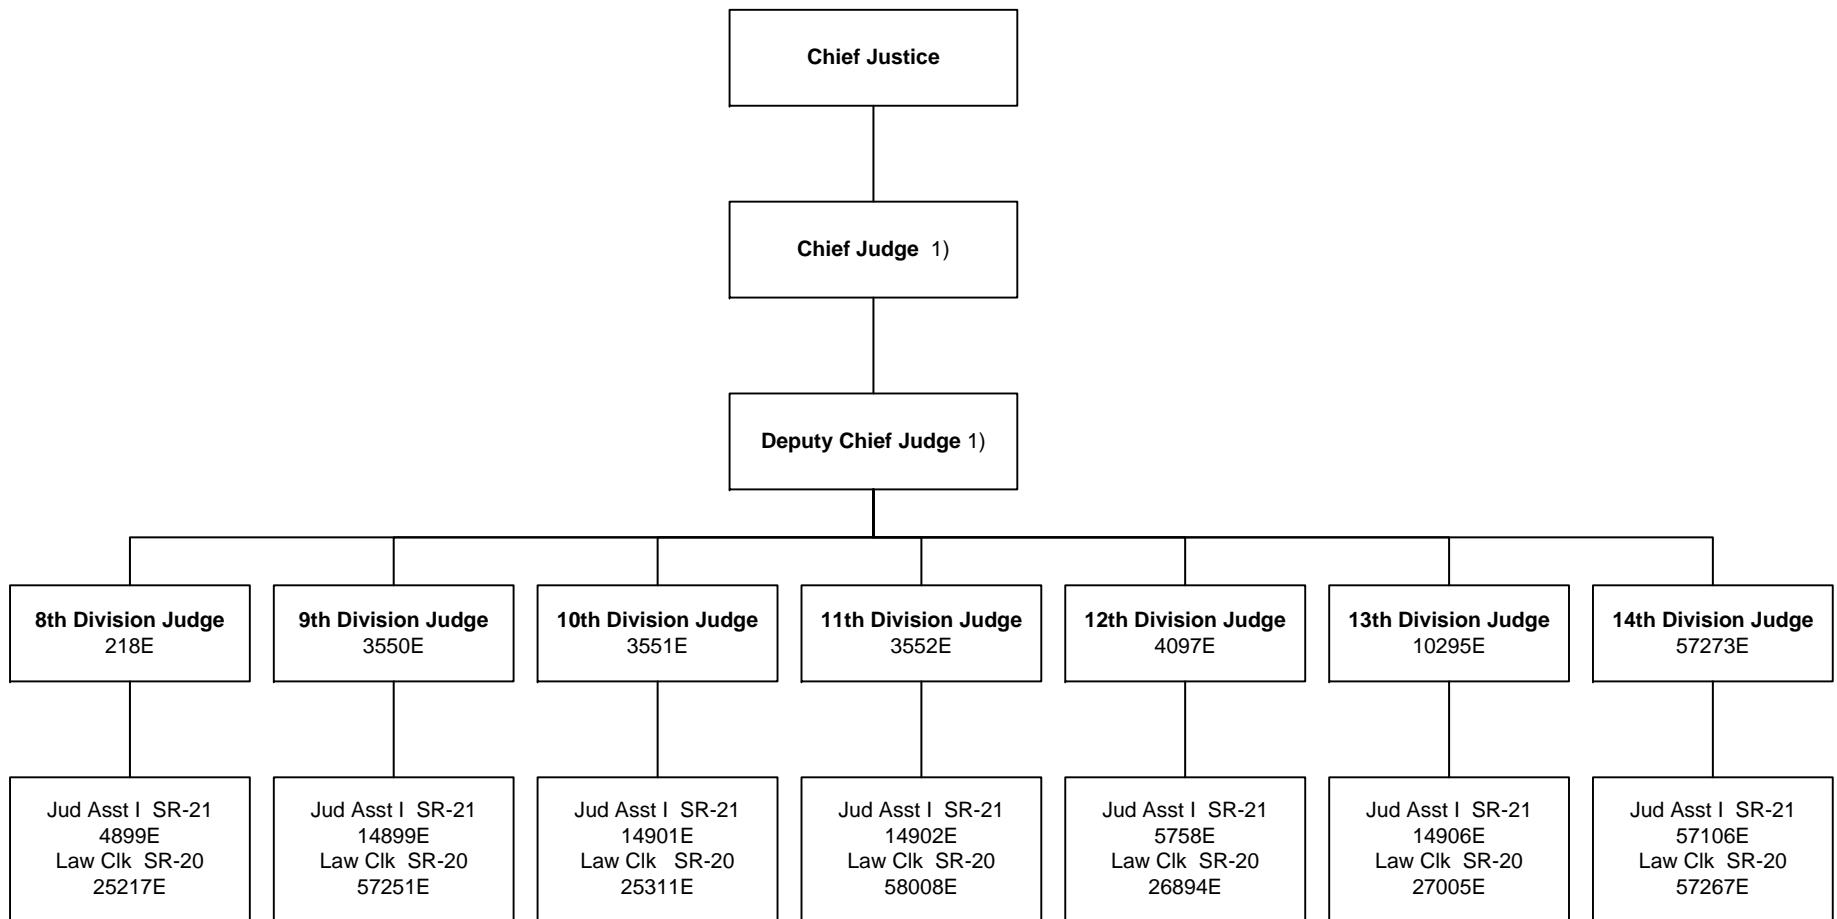 Chief Justice
Chief Judge 1)
Deputy Chief Judge 1)
8th Division Judge
218E
9th Division Judge
3550E
10th Division Judge
3551E
11th Division Judge
3552E
12th Division Judge
4097E
13th Division Judge
10295E
14th Division Judge
57273E
Jud Asst I SR-21
4899E
Law Clk SR-20
25217E
Jud Asst I SR-21
14899E
Law Clk SR-20
57251E
Jud Asst I SR-21
14901E
Law Clk SR-20
25311E
Jud Asst I SR-21
14902E
Law Clk SR-20
58008E
Jud Asst I SR-21
5758E
Law Clk SR-20
26894E
Jud Asst I SR-21
14906E
Law Clk SR-20
27005E
Jud Asst I SR-21
57106E
Law Clk SR-20
57267E